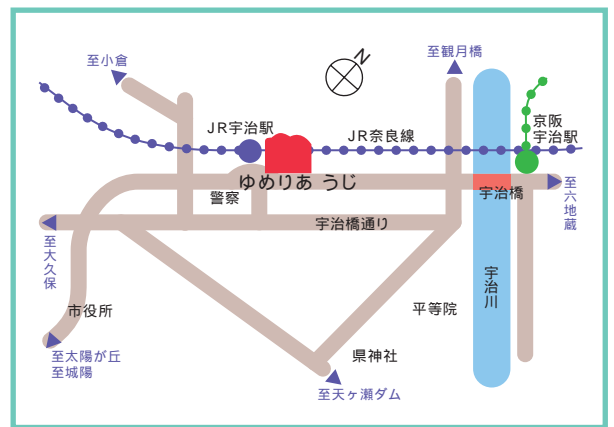 至小倉
N
至観月橋
JR宇治駅
JR奈良線
京阪
宇治駅
ゆめりあ うじ
警察
宇治橋
至六地蔵
宇治橋通り
至大久保
宇治川
市役所
平等院
至太陽が丘
至城陽
県神社
至天ヶ瀬ダム